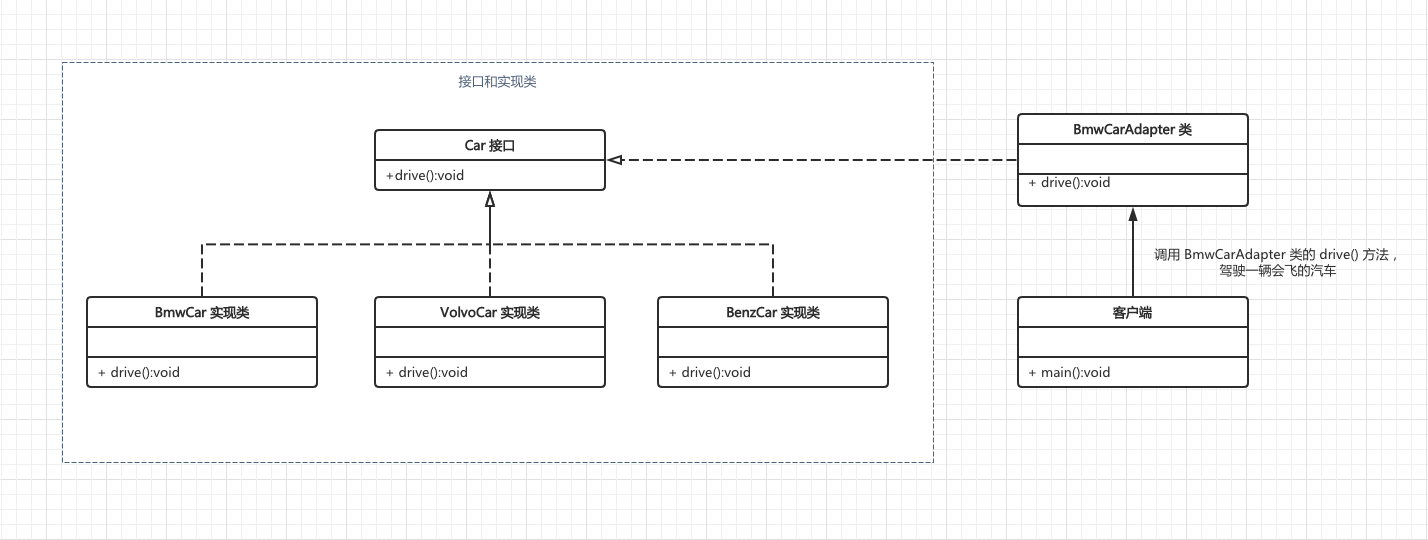 接口和实现类
Car 接口
+drive():void
BmwCarAdapter 类
+ drive():void
调用 BmwCarAdapter 类的 drive() 方法，
驾驶一辆会飞的汽车
BmwCar 实现类
+ drive():void
VolvoCar 实现类
+ drive():void
BenzCar 实现类
+ drive():void
客户端
+ main():void